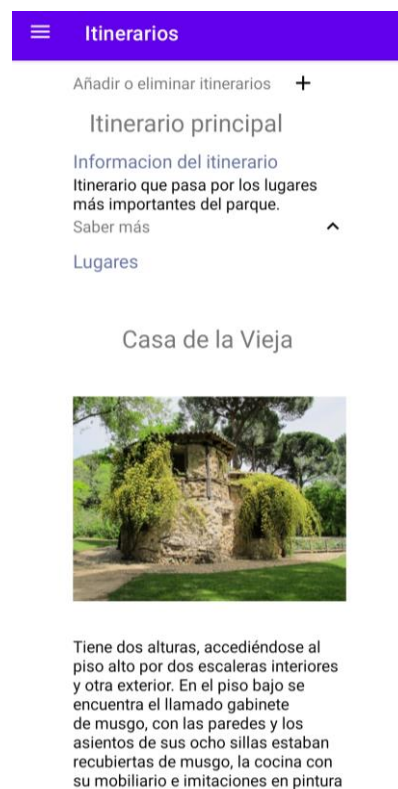 Itinerarios
Añadir o eliminar itinerarios +
Itinerario principal
Informacion del itinerario
Itinerario que pasa por los lugares
más importantes del parque.
Saber más
Lugares
Casa de la Vieja
Tiene dos alturas, accediéndose al
piso alto por dos escaleras interiores
y otra exterior. En el piso bajo se
encuentra el llamado gabinete
de musgo, con las paredes y los
asientos de sus ocho sillas estaban
recubiertas de musgo, la cocina con
su mobiliario e imitaciones en pintura